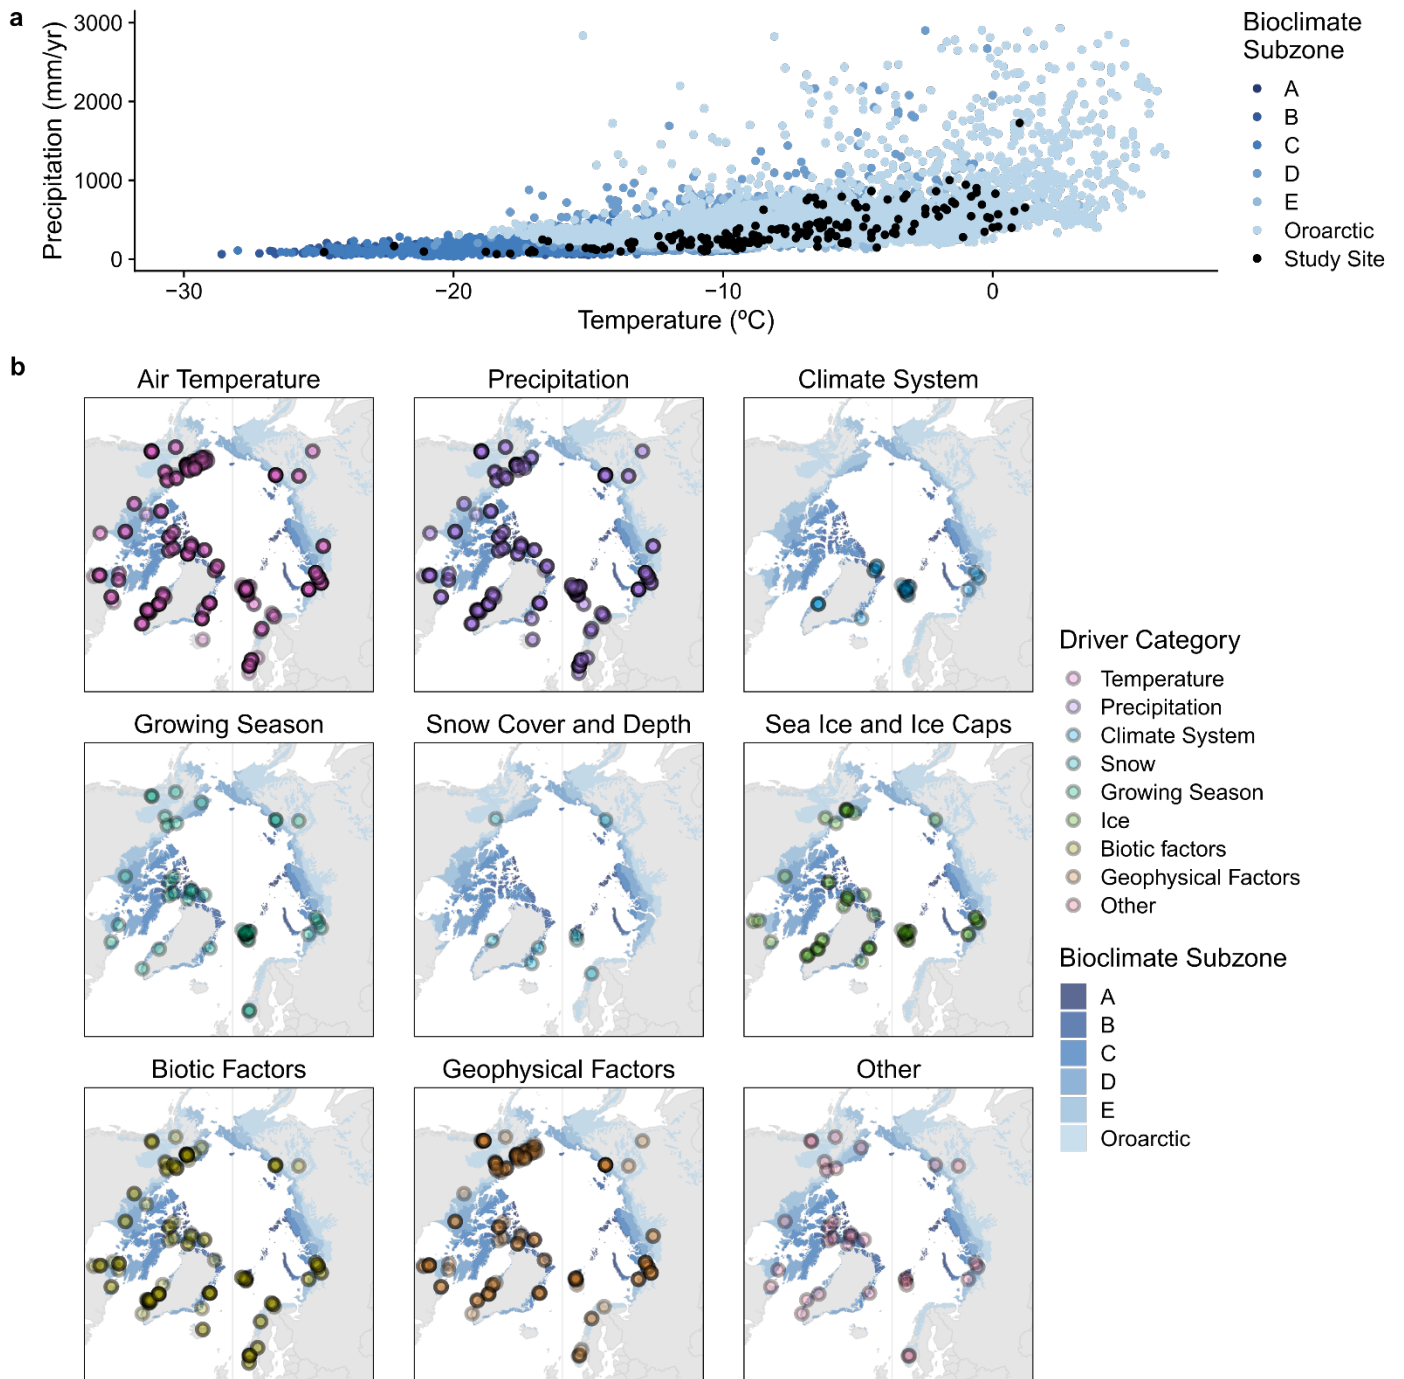 a
Precipitation (mm/yr)
3000
2000
1000
0
−30
−20
−10
0
Temperature (ºC)
Bioclimate
Subzone
A
B
C
D
E
Oroarctic
Study Site
b
Air Temperature
Precipitation
Climate System
Growing Season
Snow Cover and Depth
Sea Ice and Ice Caps
Biotic Factors
Geophysical Factors
Other
Driver Category
Temperature
Precipitation
Climate System
Snow
Growing Season
Ice
Biotic factors
Geophysical Factors
Other
Bioclimate Subzone
A
B
C
D
E
Oroarctic